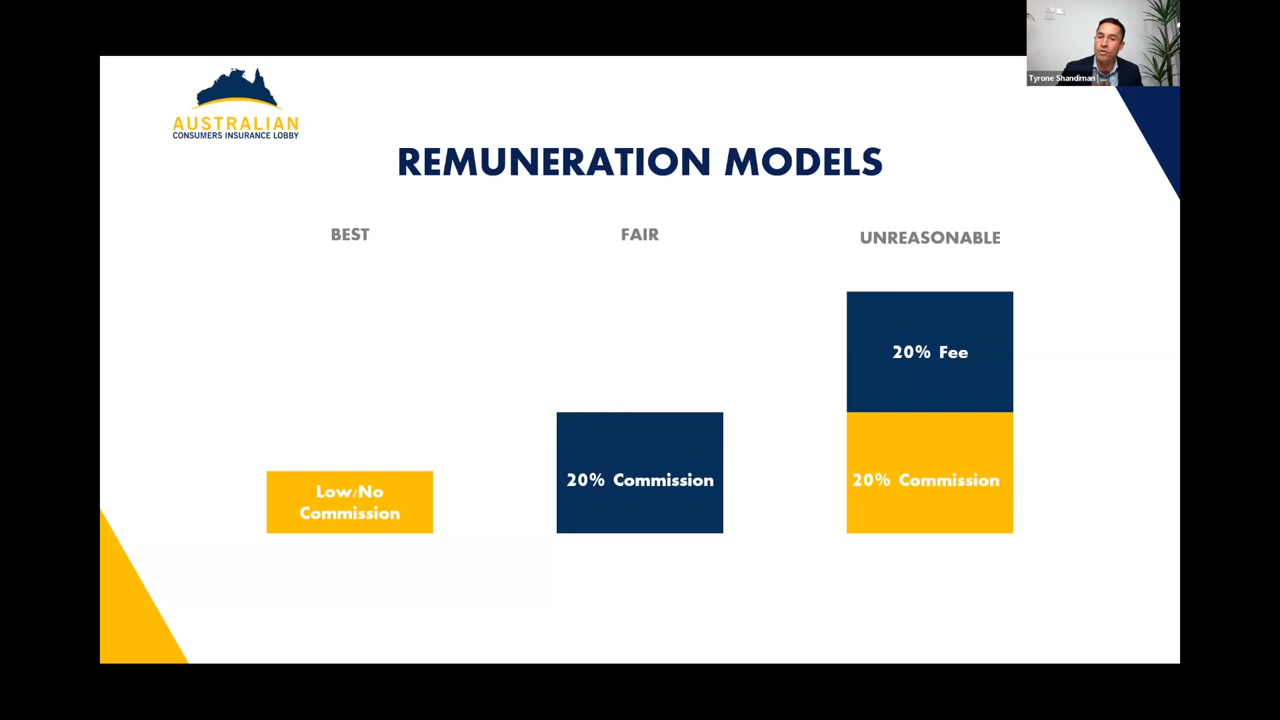 Tyrone Shandiman | ...
AUSTRALIAN
CONSUMERS INSURANCE LOBBY
REMUNERATION MODELS
BEST
FAIR
UNREASONABLE
20% Fee
Low/No
Commission
20% Commission
20% Commission